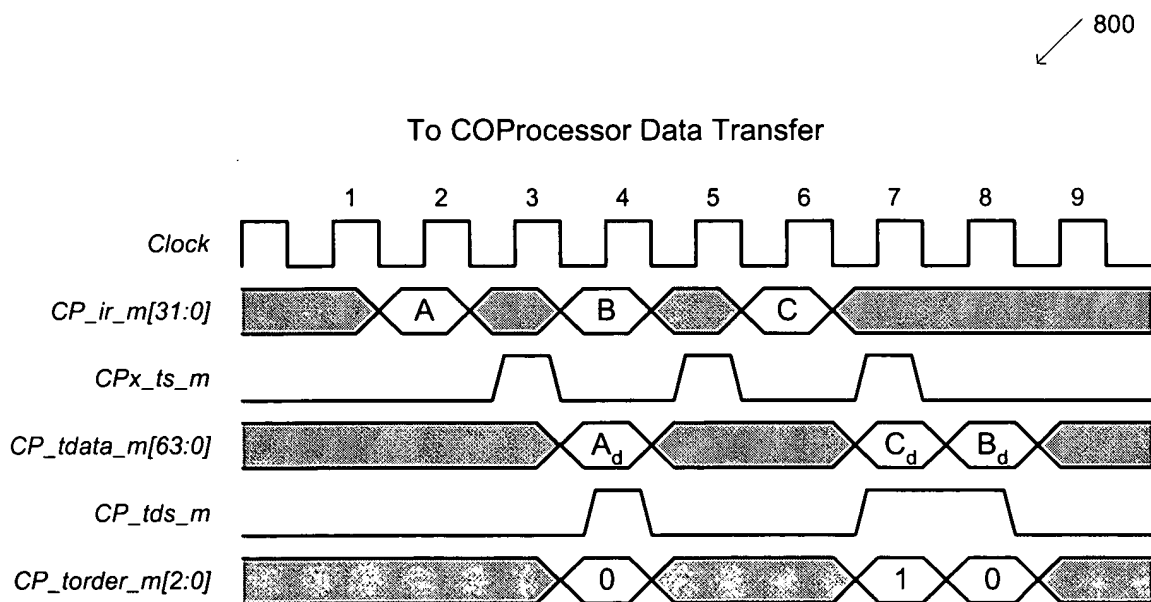 800
To COProcessor Data Transfer
1 2 3 4 5 6 7 8 9
Clock
CP_ir_m[31:0] A B C
CPx_ts_m
CP_tdata_m[63:0] Ad Cd Bd
CP_tds_m
CP_torder_m[2:0] 0 1 0